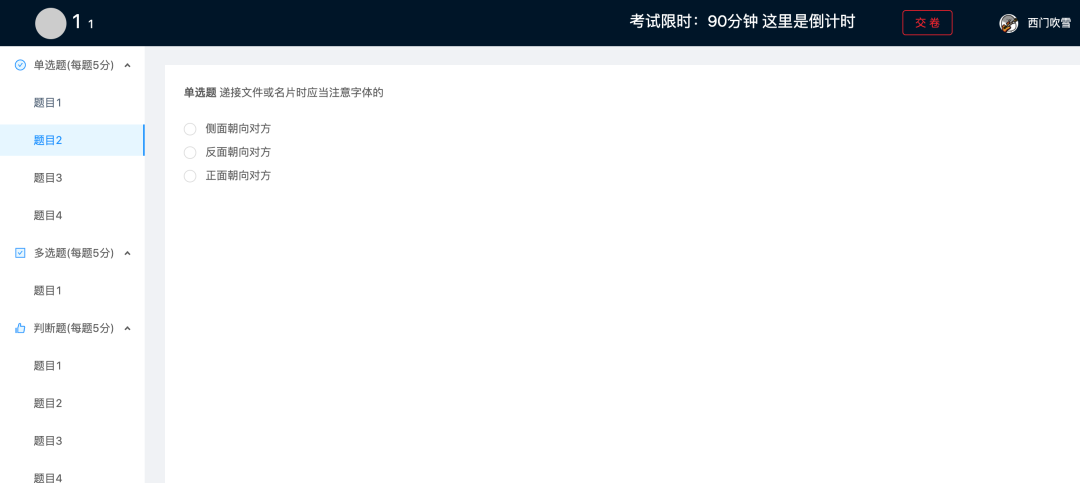 1 1
考试限时：90分钟 这里是倒计时
交 卷
西门吹雪
单选题(每题5分)
题目1
题目2
题目3
题目4
多选题(每题5分)
题目1
判断题(每题5分)
题目1
题目2
题目3
题目4
单选题 递接文件或名片时应当注意字体的
侧面朝向对方
反面朝向对方
正面朝向对方